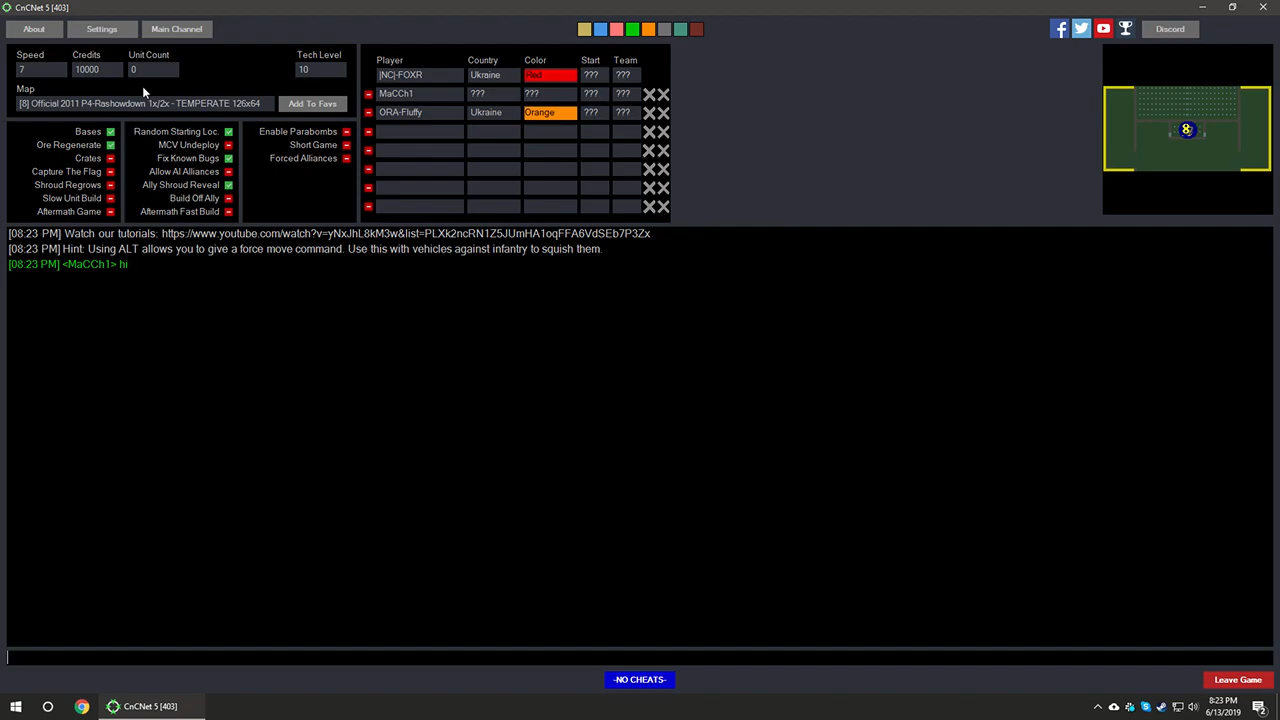 CnCNet 5 [403]
About
Settings
Main Channel
Discord
Speed
Credits
Unit Count
Tech Level
7
10000
0
10
Map
[8] Official 2011 P4-Rashowdown 1x/2x - TEMPERATE 126x64
Add To Favs
Bases
Ore Regenerate
Crates
Capture The Flag
Shroud Regrows
Slow Unit Build
Aftermath Game
Random Starting Loc.
MCV Undeploy
Fix Known Bugs
Allow AI Alliances
Ally Shroud Reveal
Build Off Ally
Aftermath Fast Build
Enable Parabombs
Short Game
Forced Alliances
Player Country Color Start Team
|NC|-FOXR Ukraine Red ??? ???
MaCCh1 ??? ??? ??? ???
ORA-Fluffy Ukraine Orange ??? ???
8
[08:23 PM] Watch our tutorials: https://www.youtube.com/watch?v=yNxJhL8kM3w&list=PLXk2ncRN1Z5JUmHA1oqFFA6VdSEb7P3Zx
[08:23 PM] Hint: Using ALT allows you to give a force move command. Use this with vehicles against infantry to squish them.
[08:23 PM] <MaCCh1> hi
-NO CHEATS-
Leave Game
CnCNet 5 [403]
8:23 PM
6/13/2019
2